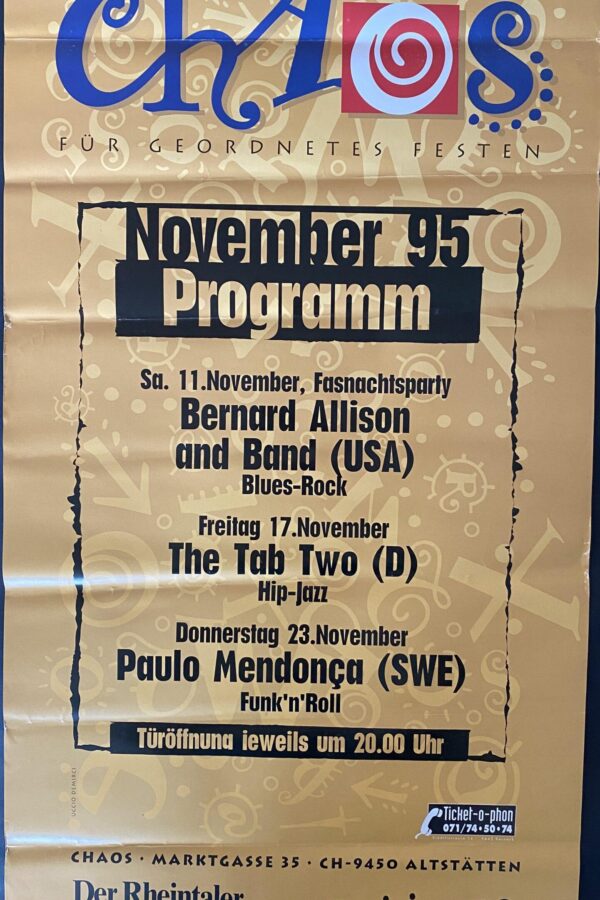 CHAOS
FÜR GEORDNETES FESTEN
November 95
Programm
Sa. 11.November, Fasnachtsparty
Bernard Allison
and Band (USA)
Blues-Rock
Freitag 17.November
The Tab Two (D)
Hip-Jazz
Donnerstag 23.November
Paulo Mendonça (SWE)
Funk'n'Roll
Türöffnung jeweils um 20.00 Uhr
UCCIO DEMIRCI
Ticket-o-phon
071/74·50·74
CHAOS · MARKTGASSE 35 · CH-9450 ALTSTÄTTEN
Der Rheintaler